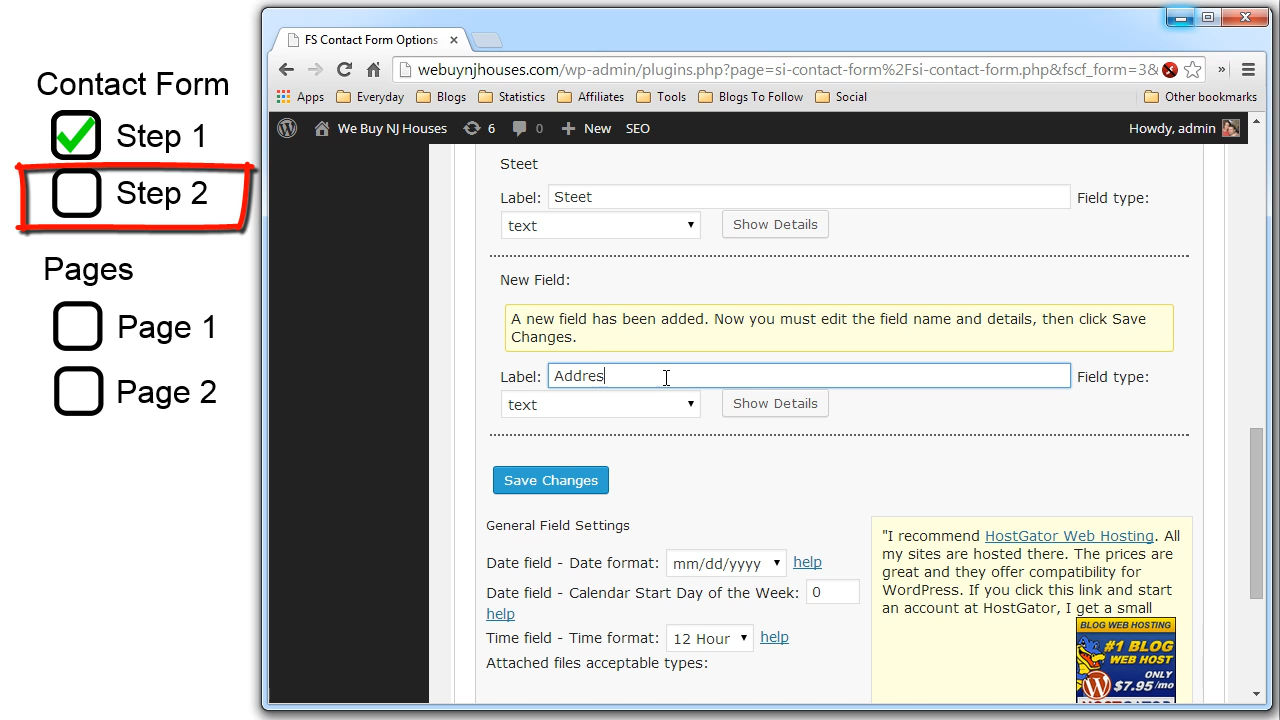 Contact Form
Step 1
Step 2
Pages
Page 1
Page 2
FS Contact Form Options
webuynjhouses.com/wp-admin/plugins.php?page=si-contact-form%2Fsi-contact-form.php&fscf_form=3&
Apps Everyday Blogs Statistics Affiliates Tools Blogs To Follow Social Other bookmarks
We Buy NJ Houses 6 0 New SEO Howdy, admin
Steet
Label: Steet Field type:
text Show Details
New Field:
A new field has been added. Now you must edit the field name and details, then click Save
Changes.
Label: Addres Field type:
text Show Details
Save Changes
General Field Settings
Date field - Date format: mm/dd/yyyy help
Date field - Calendar Start Day of the Week: 0
help
Time field - Time format: 12 Hour help
Attached files acceptable types:
"I recommend HostGator Web Hosting. All
my sites are hosted there. The prices are
great and they offer compatibility for
WordPress. If you click this link and start
an account at HostGator, I get a small
BLOG WEB HOSTING
#1 BLOG
WEB HOST
ONLY
$7.95/mo
HOSTGATOR